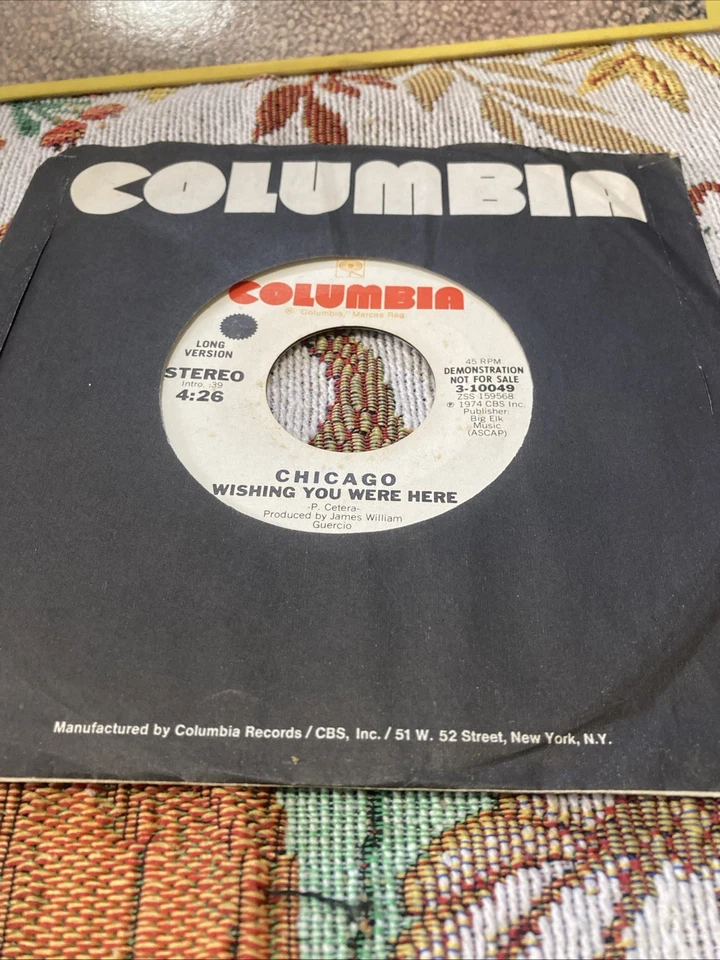 COLUMBIA
COLUMBIA
Ⓡ Columbia, Marcas Reg.
LONG
VERSION
STEREO
Intro. :39
4:26
45 RPM
DEMONSTRATION
NOT FOR SALE
3-10049
ZSS 159568
℗ 1974 CBS Inc.
Publisher:
Big Elk
Music
(ASCAP)
CHICAGO
WISHING YOU WERE HERE
-P. Cetera-
Produced by James William
Guercio
Manufactured by Columbia Records / CBS, Inc. / 51 W. 52 Street, New York, N.Y.